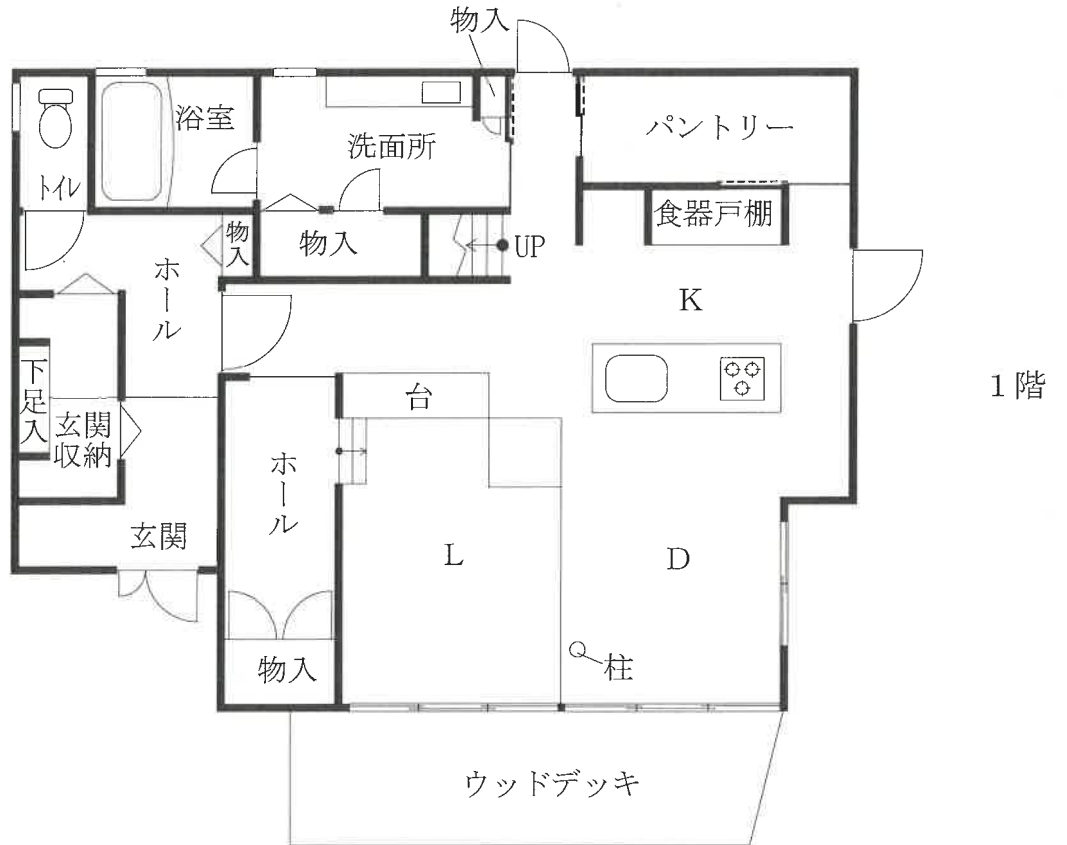 物入
浴室
洗面所
パントリー
トイレ
食器戸棚
物入
物入
UP
ホール
K
下足入
台
1階
玄関収納
ホール
玄関
L
D
物入
柱
ウッドデッキ